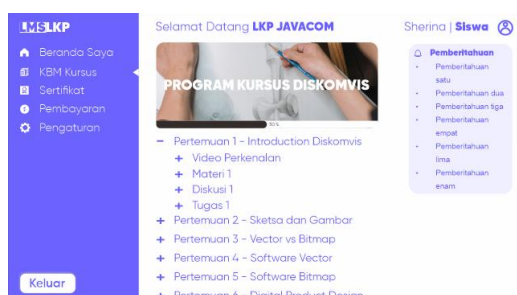 LMSLKP
Beranda Saya
KBM Kursus
Sertifikat
Pembayaran
Pengaturan
Keluar
Selamat Datang LKP JAVACOM
PROGRAM KURSUS DISKOMVIS
50%
− Pertemuan 1 - Introduction Diskomvis
+ Video Perkenalan
+ Materi 1
+ Diskusi 1
+ Tugas 1
+ Pertemuan 2 - Sketsa dan Gambar
+ Pertemuan 3 - Vector vs Bitmap
+ Pertemuan 4 - Software Vector
+ Pertemuan 5 - Software Bitmap
+ Pertemuan 6 - Digital Product Design
Sherina | Siswa
Pemberitahuan
• Pemberitahuan
satu
• Pemberitahuan dua
• Pemberitahuan tiga
• Pemberitahuan
empat
• Pemberitahuan
lima
• Pemberitahuan
enam